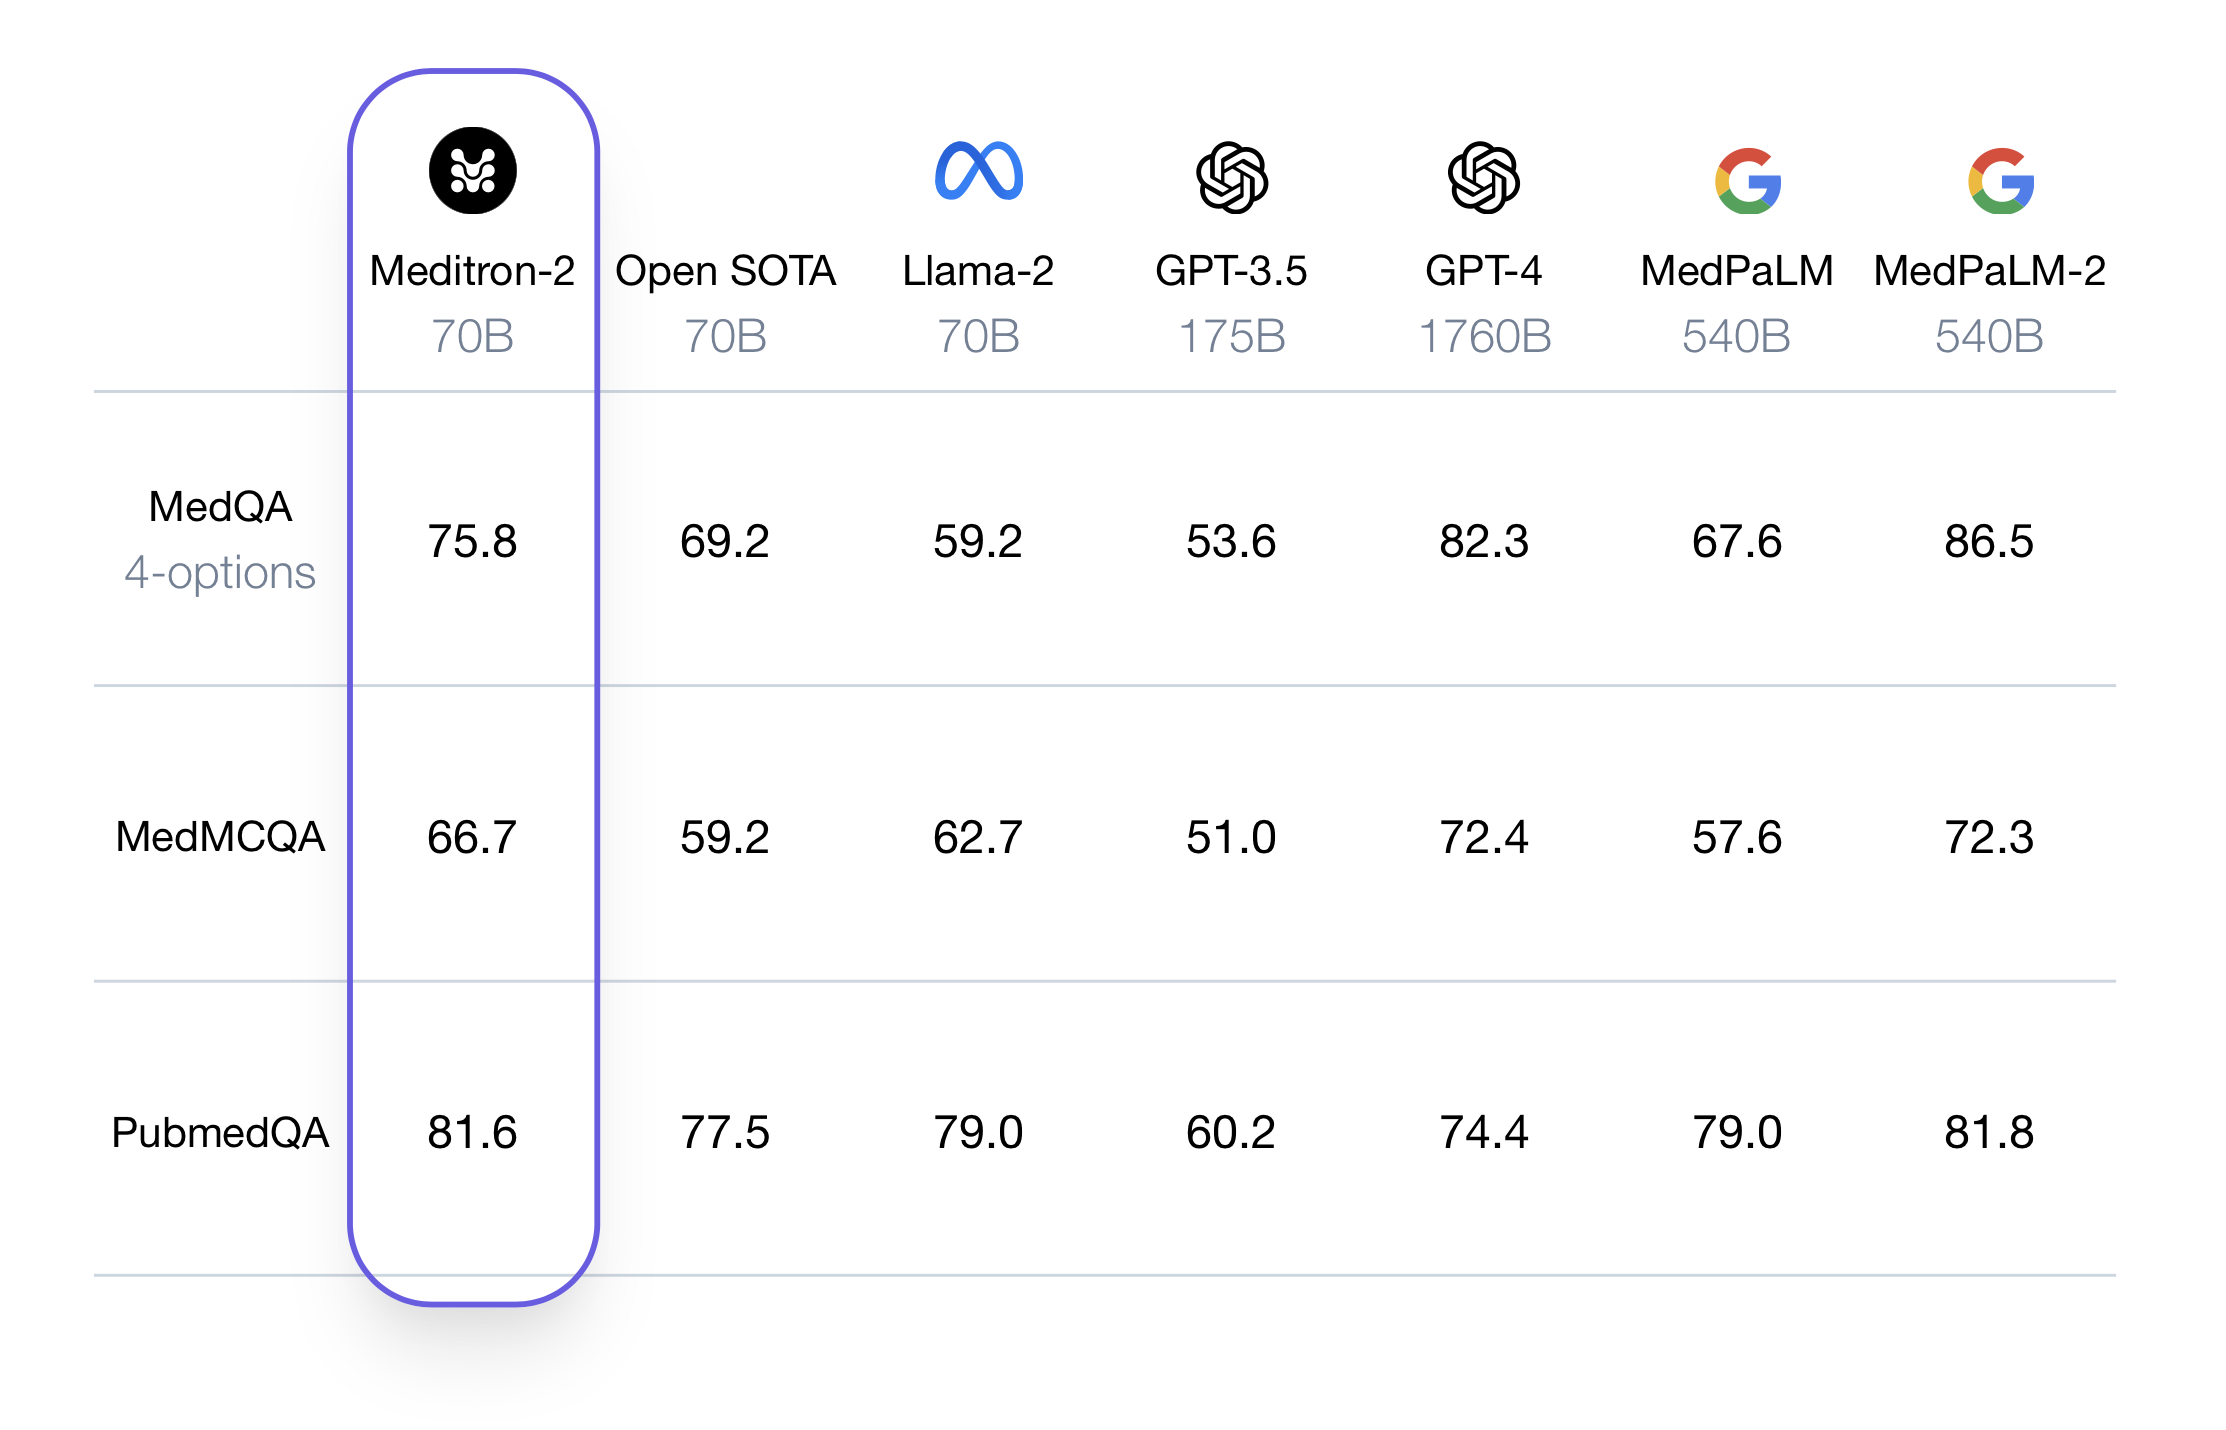 Meditron-2 Open SOTA Llama-2 GPT-3.5 GPT-4 MedPaLM MedPaLM-2
70B 70B 70B 175B 1760B 540B 540B
MedQA
4-options
75.8 69.2 59.2 53.6 82.3 67.6 86.5
MedMCQA 66.7 59.2 62.7 51.0 72.4 57.6 72.3
PubmedQA 81.6 77.5 79.0 60.2 74.4 79.0 81.8